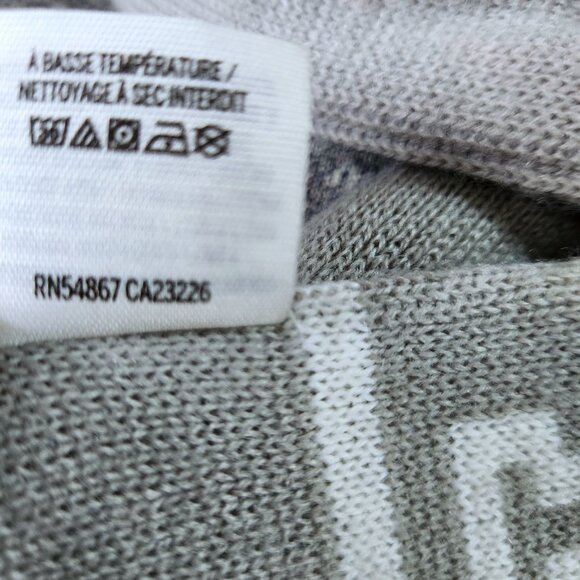 À BASSE TEMPÉRATURE /
NETTOYAGE À SEC INTERDIT
RN54867 CA23226